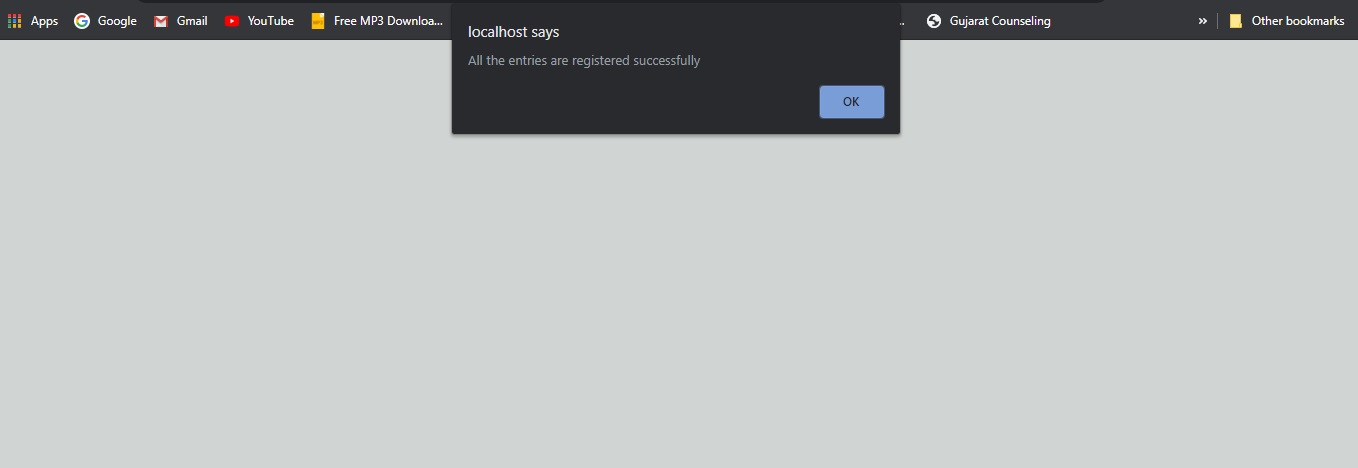 Apps Google Gmail YouTube Free MP3 Downloa... Gujarat Counseling » Other bookmarks
localhost says
All the entries are registered successfully
OK